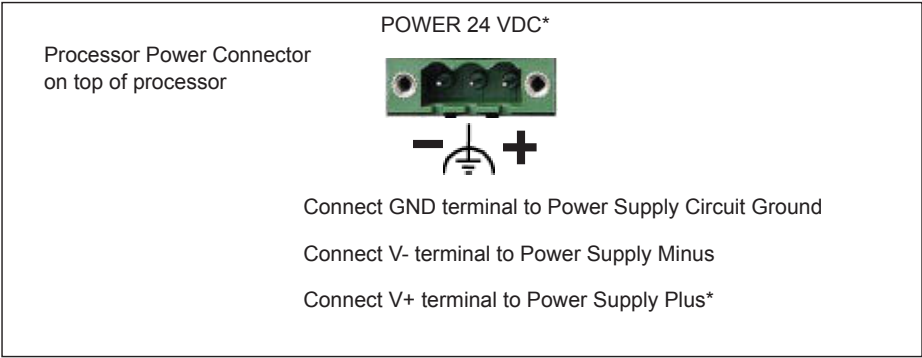 POWER 24 VDC*
Processor Power Connector
on top of processor
Connect GND terminal to Power Supply Circuit Ground
Connect V- terminal to Power Supply Minus
Connect V+ terminal to Power Supply Plus*